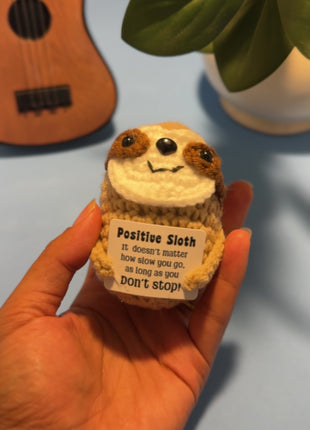 Positive Sloth
It doesn't matter
how slow you go,
as long as you
DON'T STOP!